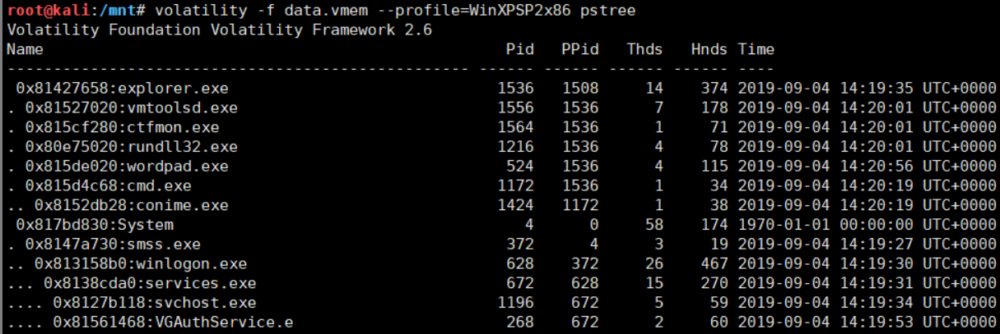 root@kali:/mnt# volatility -f data.vmem --profile=WinXPSP2x86 pstree
Volatility Foundation Volatility Framework 2.6
Name                                                  Pid   PPid   Thds   Hnds Time
-------------------------------------------------- ------ ------ ------ ------ ----
 0x81427658:explorer.exe                             1536   1508     14    374 2019-09-04 14:19:35 UTC+0000
. 0x81527020:vmtoolsd.exe                            1556   1536      7    178 2019-09-04 14:20:01 UTC+0000
. 0x815cf280:ctfmon.exe                              1564   1536      1     71 2019-09-04 14:20:01 UTC+0000
. 0x80e75020:rundll32.exe                            1216   1536      4     78 2019-09-04 14:20:01 UTC+0000
. 0x815de020:wordpad.exe                              524   1536      4    115 2019-09-04 14:20:56 UTC+0000
. 0x815d4c68:cmd.exe                                 1172   1536      1     34 2019-09-04 14:20:19 UTC+0000
.. 0x8152db28:conime.exe                             1424   1172      1     38 2019-09-04 14:20:19 UTC+0000
 0x817bd830:System                                      4      0     58    174 1970-01-01 00:00:00 UTC+0000
. 0x8147a730:smss.exe                                 372      4      3     19 2019-09-04 14:19:27 UTC+0000
.. 0x813158b0:winlogon.exe                            628    372     26    467 2019-09-04 14:19:30 UTC+0000
... 0x8138cda0:services.exe                           672    628     15    270 2019-09-04 14:19:31 UTC+0000
.... 0x8127b118:svchost.exe                          1196    672      5     59 2019-09-04 14:19:34 UTC+0000
.... 0x81561468:VGAuthService.e                       268    672      2     60 2019-09-04 14:19:53 UTC+0000